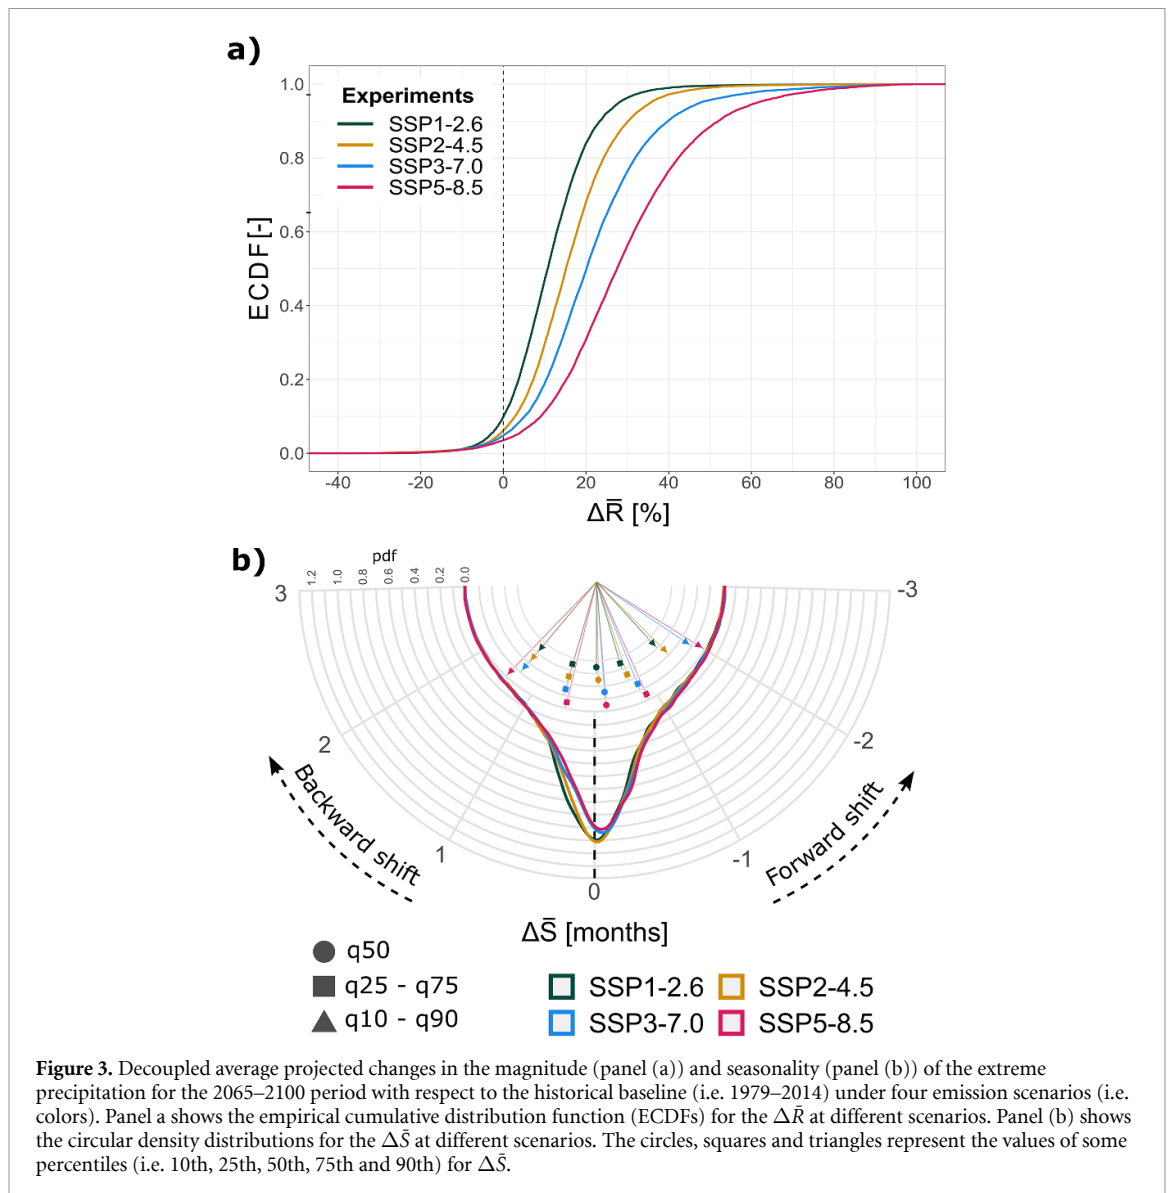 a)
1.0
0.8
0.6
0.4
0.2
0.0
ECDF[-]
Experiments
SSP1-2.6
SSP2-4.5
SSP3-7.0
SSP5-8.5
-40 -20 0 20 40 60 80 100
ΔR̿ [%]
b)
pdf
1.2 1.0 0.8 0.6 0.4 0.2 0.0
3 -3
2 -2
1 -1
0
Backward shift
Forward shift
ΔS̄ [months]
q50
q25 - q75
q10 - q90
SSP1-2.6 SSP2-4.5
SSP3-7.0 SSP5-8.5
Figure 3. Decoupled average projected changes in the magnitude (panel (a)) and seasonality (panel (b)) of the extreme
precipitation for the 2065–2100 period with respect to the historical baseline (i.e. 1979–2014) under four emission scenarios (i.e.
colors). Panel a shows the empirical cumulative distribution function (ECDFs) for the ΔR̄ at different scenarios. Panel (b) shows
the circular density distributions for the ΔS̄ at different scenarios. The circles, squares and triangles represent the values of some
percentiles (i.e. 10th, 25th, 50th, 75th and 90th) for ΔS̄.